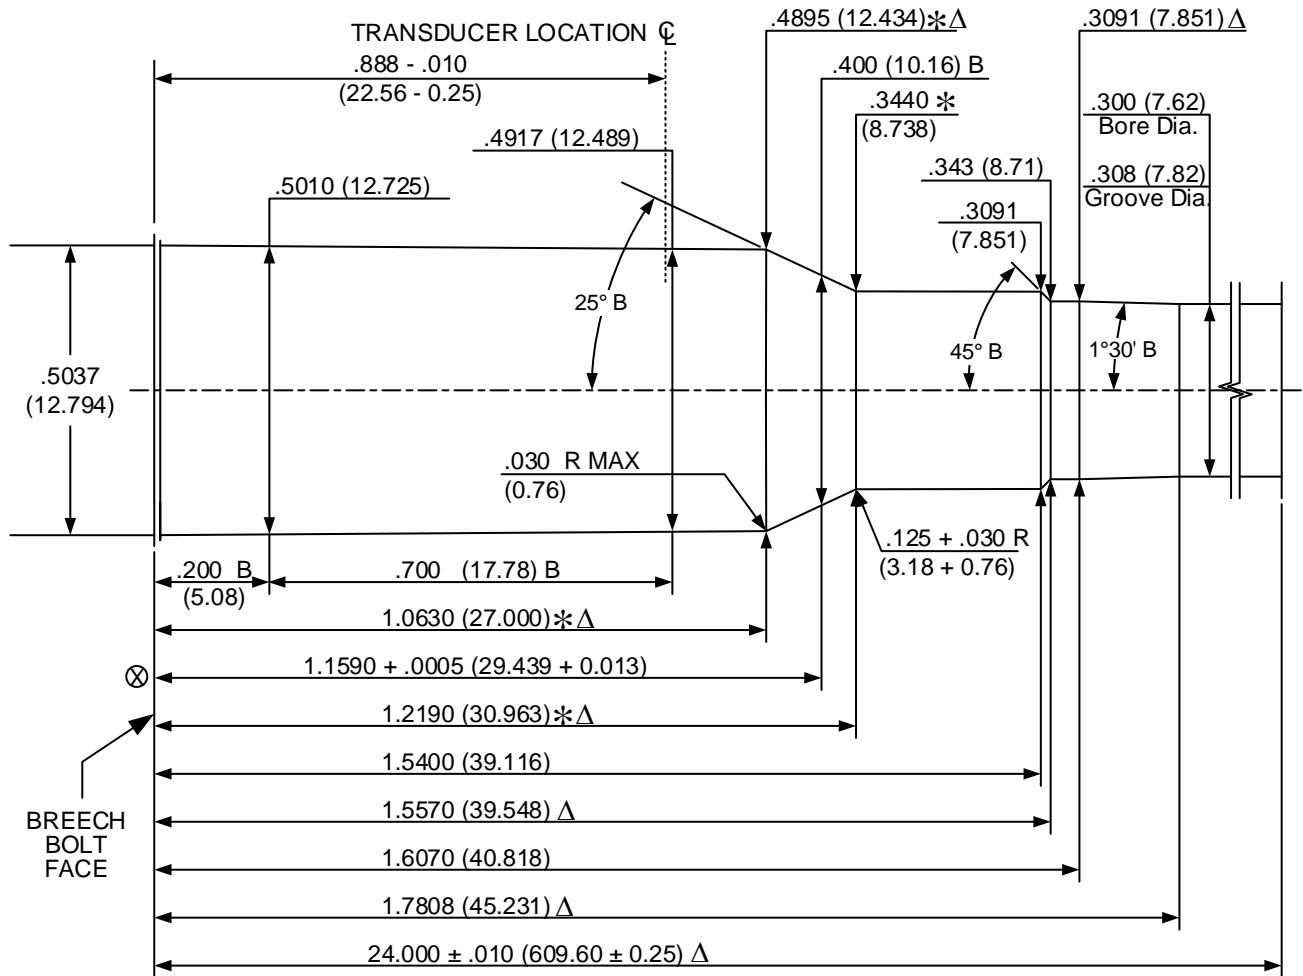 TRANSDUCER LOCATION ℄
.888 - .010
(22.56 - 0.25)
.4895 (12.434)✻Δ
.3091 (7.851)Δ
.400 (10.16) B
.3440 ✻
(8.738)
.300 (7.62)
Bore Dia.
.4917 (12.489)
.343 (8.71)
.308 (7.82)
Groove Dia.
.5010 (12.725)
.3091
(7.851)
25° B
45° B
1°30' B
.5037
(12.794)
.030 R MAX
(0.76)
.125 + .030 R
(3.18 + 0.76)
.200 B
(5.08)
.700 (17.78) B
1.0630 (27.000)✻Δ
⊗
1.1590 + .0005 (29.439 + 0.013)
1.2190 (30.963)✻Δ
1.5400 (39.116)
BREECH
BOLT
FACE
1.5570 (39.548) Δ
1.6070 (40.818)
1.7808 (45.231) Δ
24.000 ± .010 (609.60 ± 0.25) Δ